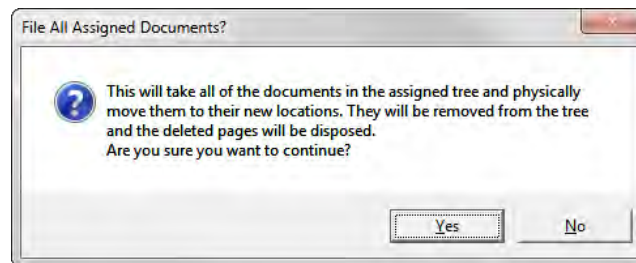 File All Assigned Documents?
This will take all of the documents in the assigned tree and physically
move them to their new locations. They will be removed from the tree
and the deleted pages will be disposed.
Are you sure you want to continue?
Yes No